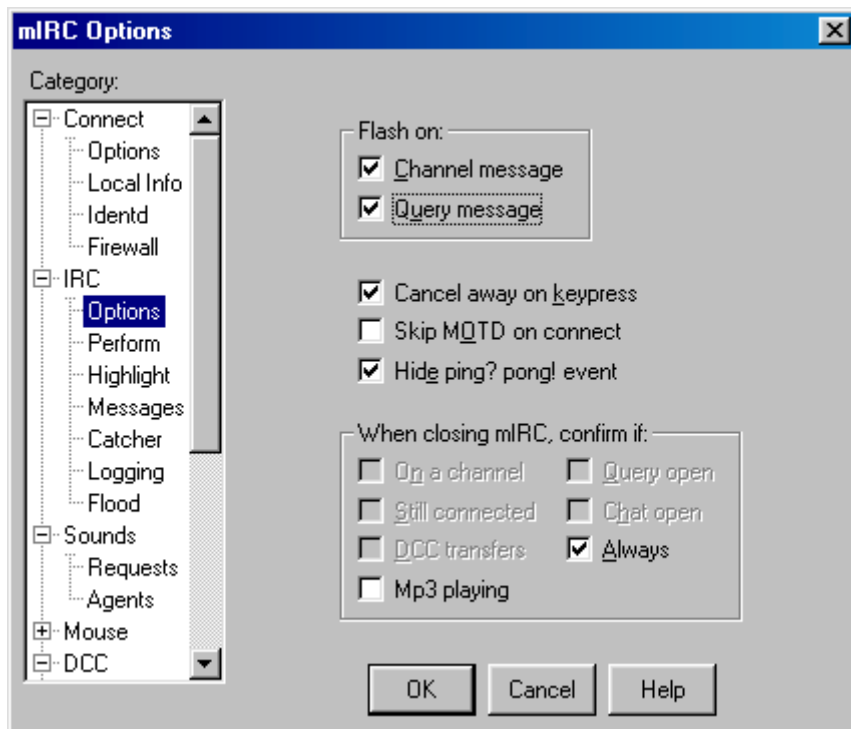 mIRC Options
Category:
Connect
Options
Local Info
Identd
Firewall
IRC
Options
Perform
Highlight
Messages
Catcher
Logging
Flood
Sounds
Requests
Agents
Mouse
DCC
Flash on:
Channel message
Query message
Cancel away on keypress
Skip MOTD on connect
Hide ping? pong! event
When closing mIRC, confirm if:
On a channel Query open
Still connected Chat open
DCC transfers Always
Mp3 playing
OK Cancel Help